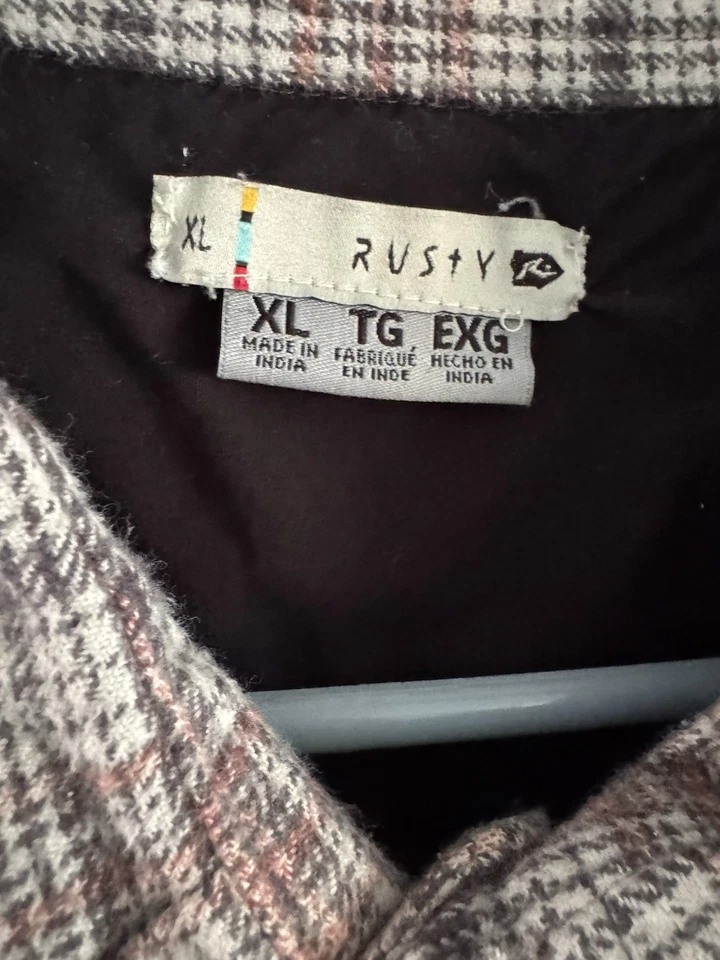 XL RUSTY R.
XL TG EXG
MADE IN FABRIQUÉ HECHO EN
INDIA EN INDE INDIA